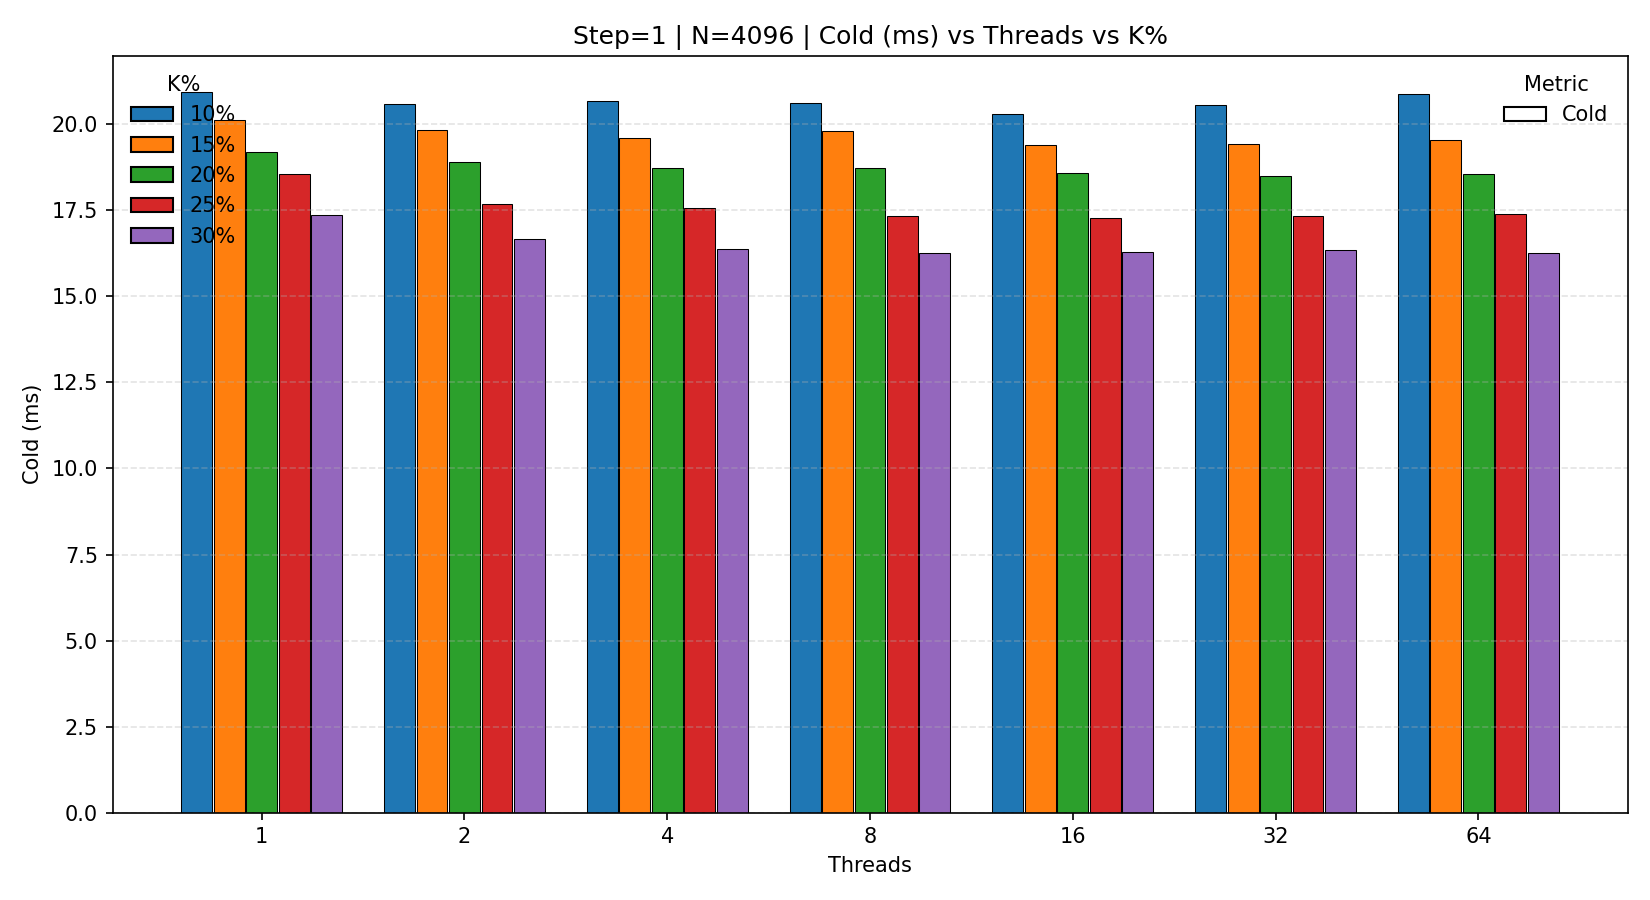 Step=1 | N=4096 | Cold (ms) vs Threads vs K%
K%
10%
15%
20%
25%
30%
Metric
Cold
Cold (ms)
20.0
17.5
15.0
12.5
10.0
7.5
5.0
2.5
0.0
1 2 4 8 16 32 64
Threads